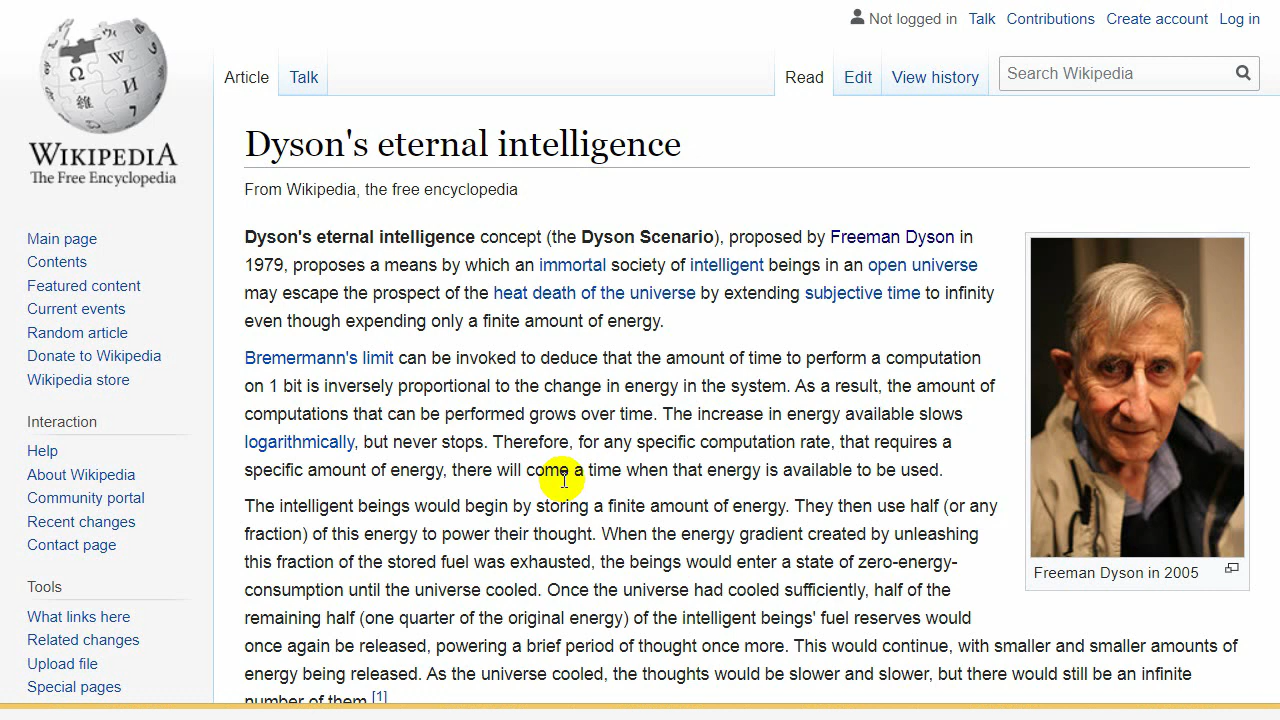 Not logged in Talk Contributions Create account Log in
Article Talk Read Edit View history Search Wikipedia
WIKIPEDIA
The Free Encyclopedia
Main page
Contents
Featured content
Current events
Random article
Donate to Wikipedia
Wikipedia store
Interaction
Help
About Wikipedia
Community portal
Recent changes
Contact page
Tools
What links here
Related changes
Upload file
Special pages
Dyson's eternal intelligence
From Wikipedia, the free encyclopedia
Dyson's eternal intelligence concept (the Dyson Scenario), proposed by Freeman Dyson in
1979, proposes a means by which an immortal society of intelligent beings in an open universe
may escape the prospect of the heat death of the universe by extending subjective time to infinity
even though expending only a finite amount of energy.
Bremermann's limit can be invoked to deduce that the amount of time to perform a computation
on 1 bit is inversely proportional to the change in energy in the system. As a result, the amount of
computations that can be performed grows over time. The increase in energy available slows
logarithmically, but never stops. Therefore, for any specific computation rate, that requires a
specific amount of energy, there will come a time when that energy is available to be used.
The intelligent beings would begin by storing a finite amount of energy. They then use half (or any
fraction) of this energy to power their thought. When the energy gradient created by unleashing
this fraction of the stored fuel was exhausted, the beings would enter a state of zero-energy-
consumption until the universe cooled. Once the universe had cooled sufficiently, half of the
remaining half (one quarter of the original energy) of the intelligent beings' fuel reserves would
once again be released, powering a brief period of thought once more. This would continue, with smaller and smaller amounts of
energy being released. As the universe cooled, the thoughts would be slower and slower, but there would still be an infinite
number of them.[1]
Freeman Dyson in 2005